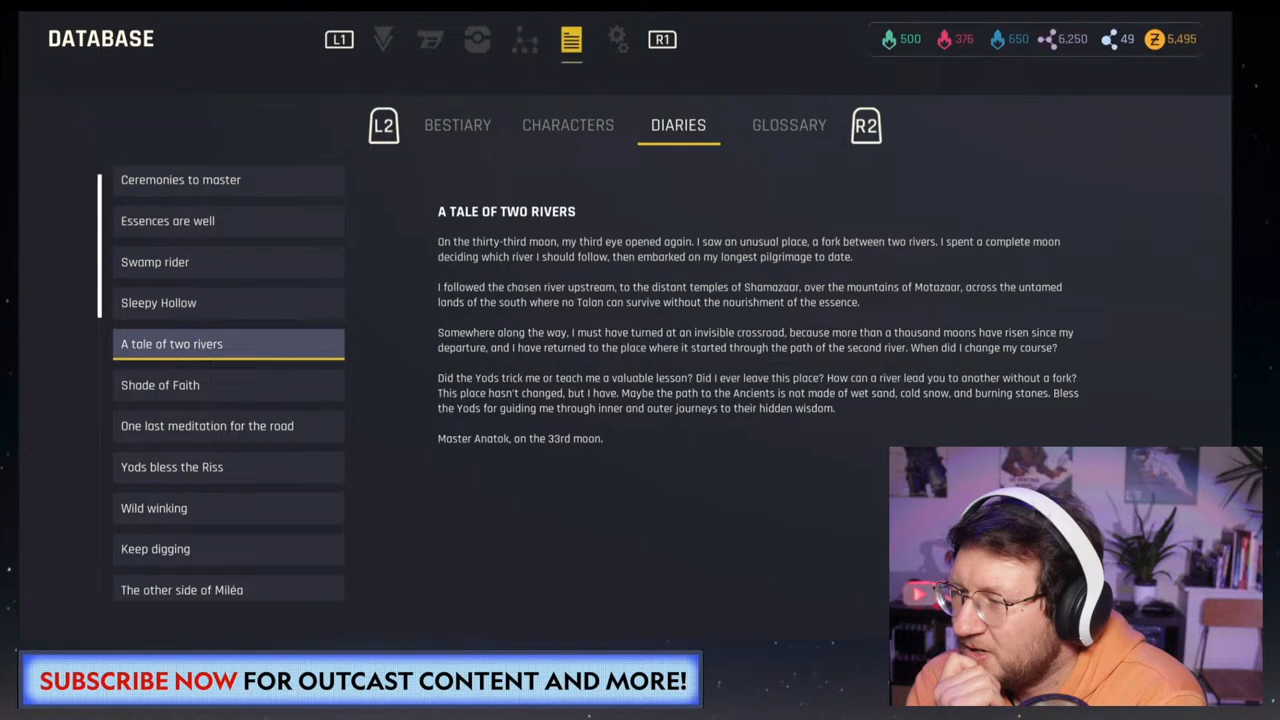 DATABASE
L1
R1
500
376
650
6,250
49
5,495
L2
BESTIARY
CHARACTERS
DIARIES
GLOSSARY
R2
Ceremonies to master
Essences are well
Swamp rider
Sleepy Hollow
A tale of two rivers
Shade of Faith
One last meditation for the road
Yods bless the Riss
Wild winking
Keep digging
The other side of Miléa
A TALE OF TWO RIVERS
On the thirty-third moon, my third eye opened again. I saw an unusual place, a fork between two rivers. I spent a complete moon
deciding which river I should follow, then embarked on my longest pilgrimage to date.
I followed the chosen river upstream, to the distant temples of Shamazaar, over the mountains of Motazaar, across the untamed
lands of the south where no Talan can survive without the nourishment of the essence.
Somewhere along the way, I must have turned at an invisible crossroad, because more than a thousand moons have risen since my
departure, and I have returned to the place where it started through the path of the second river. When did I change my course?
Did the Yods trick me or teach me a valuable lesson? Did I ever leave this place? How can a river lead you to another without a fork?
This place hasn't changed, but I have. Maybe the path to the Ancients is not made of wet sand, cold snow, and burning stones. Bless
the Yods for guiding me through inner and outer journeys to their hidden wisdom.
Master Anatok, on the 33rd moon.
SUBSCRIBE NOW FOR OUTCAST CONTENT AND MORE!